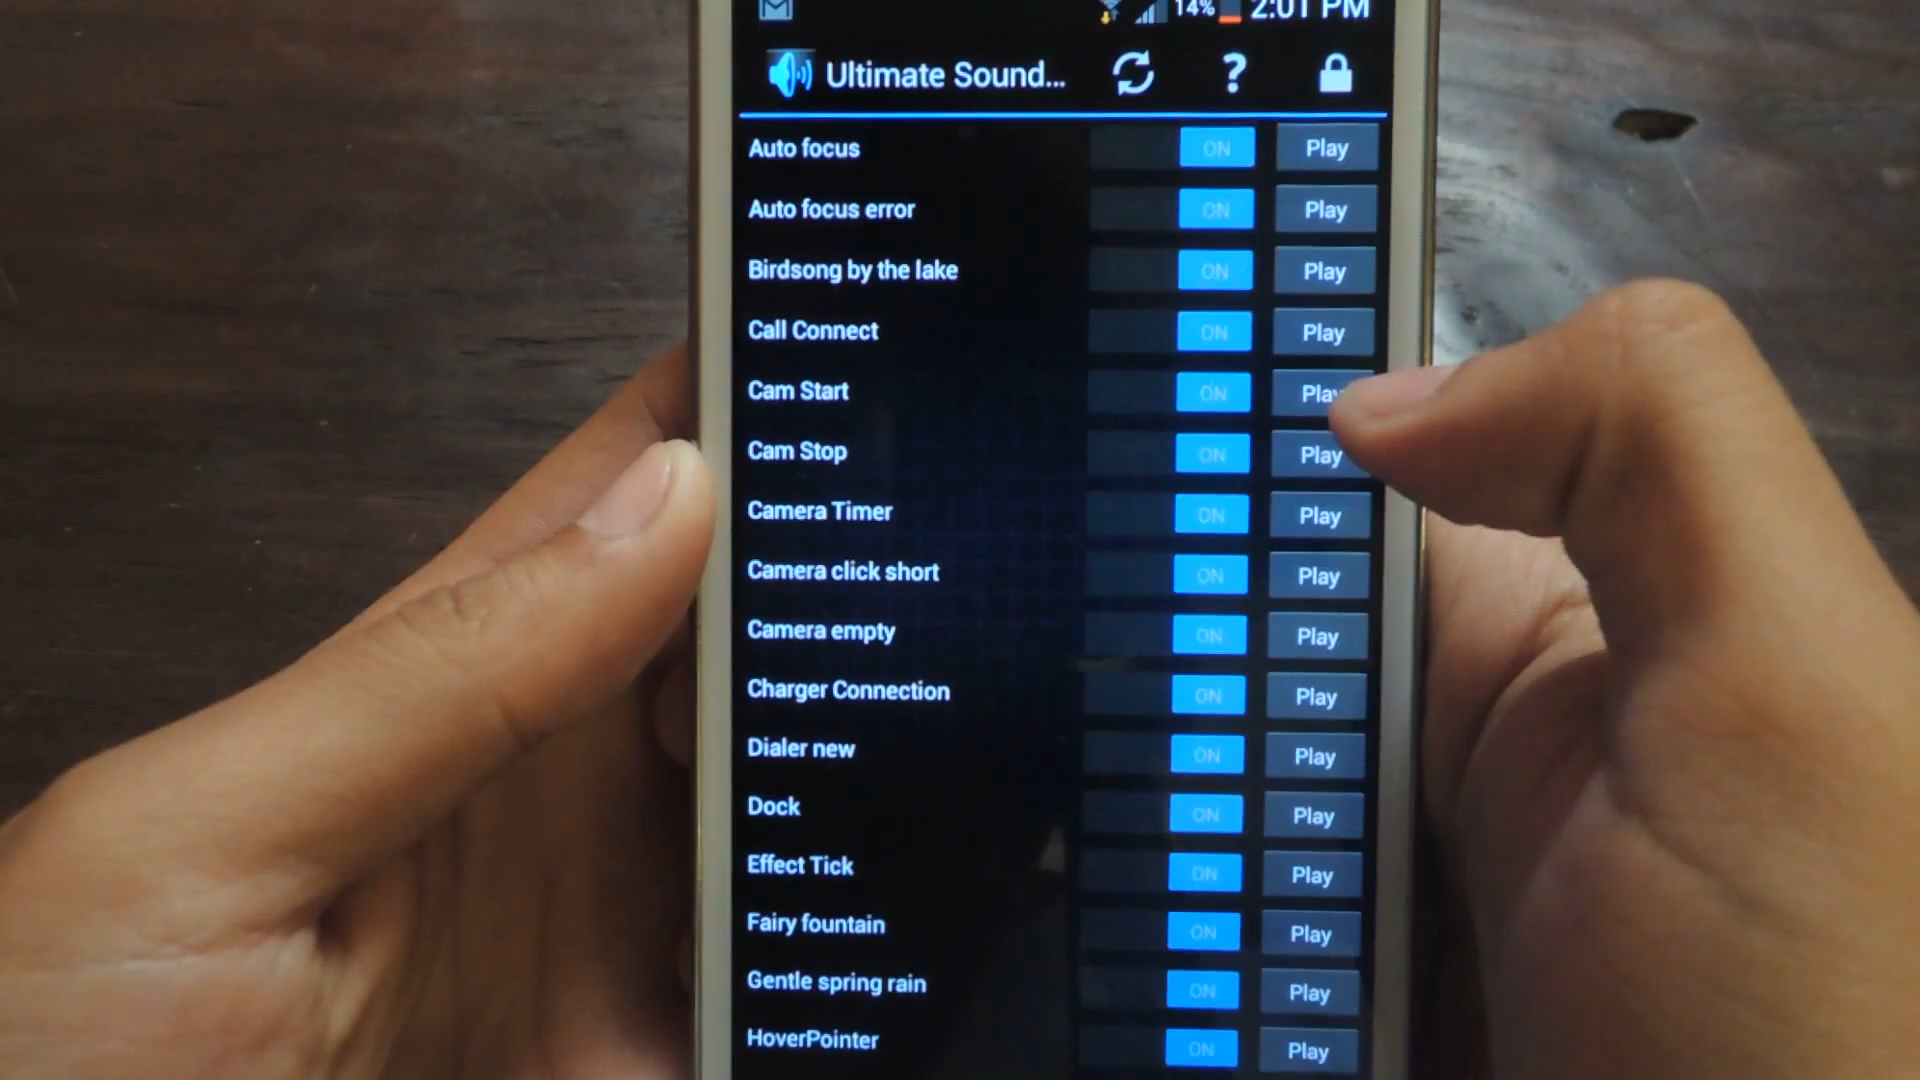 14% 2:01 PM
Ultimate Sound... ?
Auto focus ON Play
Auto focus error ON Play
Birdsong by the lake ON Play
Call Connect ON Play
Cam Start ON Play
Cam Stop ON Play
Camera Timer ON Play
Camera click short ON Play
Camera empty ON Play
Charger Connection ON Play
Dialer new ON Play
Dock ON Play
Effect Tick ON Play
Fairy fountain ON Play
Gentle spring rain ON Play
HoverPointer ON Play